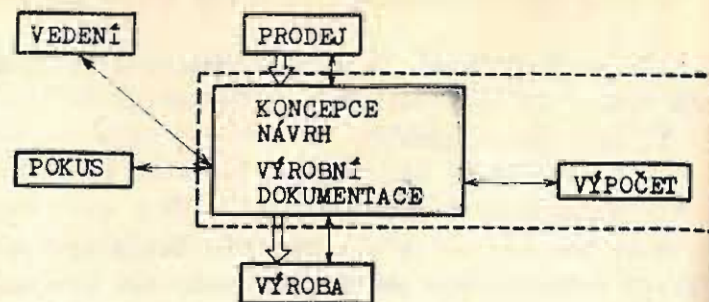 VEDENÍ
PRODEJ
KONCEPCE
NÁVRH
POKUS
VÝROBNÍ
DOKUMENTACE
VÝPOČET
VÝROBA